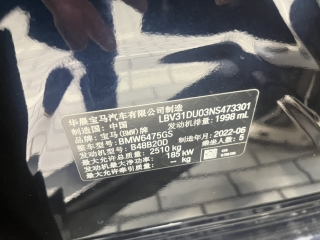 华晨宝马汽车有限公司制造
制造国：中国 LBV31DU03NS473301
品牌：宝马(BMW)牌 发动机排量：1998 mL
整车型号：BMW6475GS
发动机型号：B48B20D 制造年月：2022-06
最大允许总质量：2510 kg 乘坐人数：5
发动机最大净功率：185 kW
最大允许牵引质量：-- kg